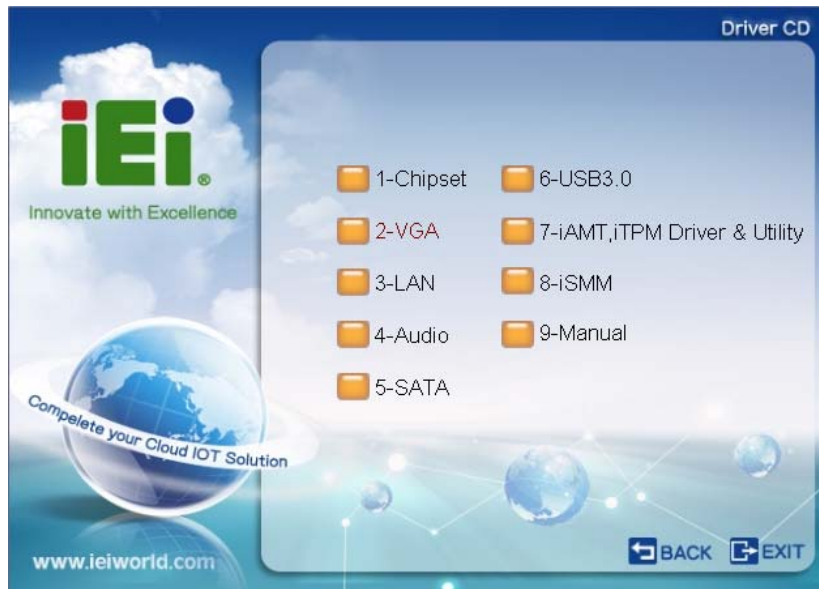 Driver CD
iEi®
Innovate with Excellence
1-Chipset
2-VGA
3-LAN
4-Audio
5-SATA
6-USB3.0
7-iAMT,iTPM Driver & Utility
8-iSMM
9-Manual
Compelete your Cloud IOT Solution
www.ieiworld.com
BACK
EXIT